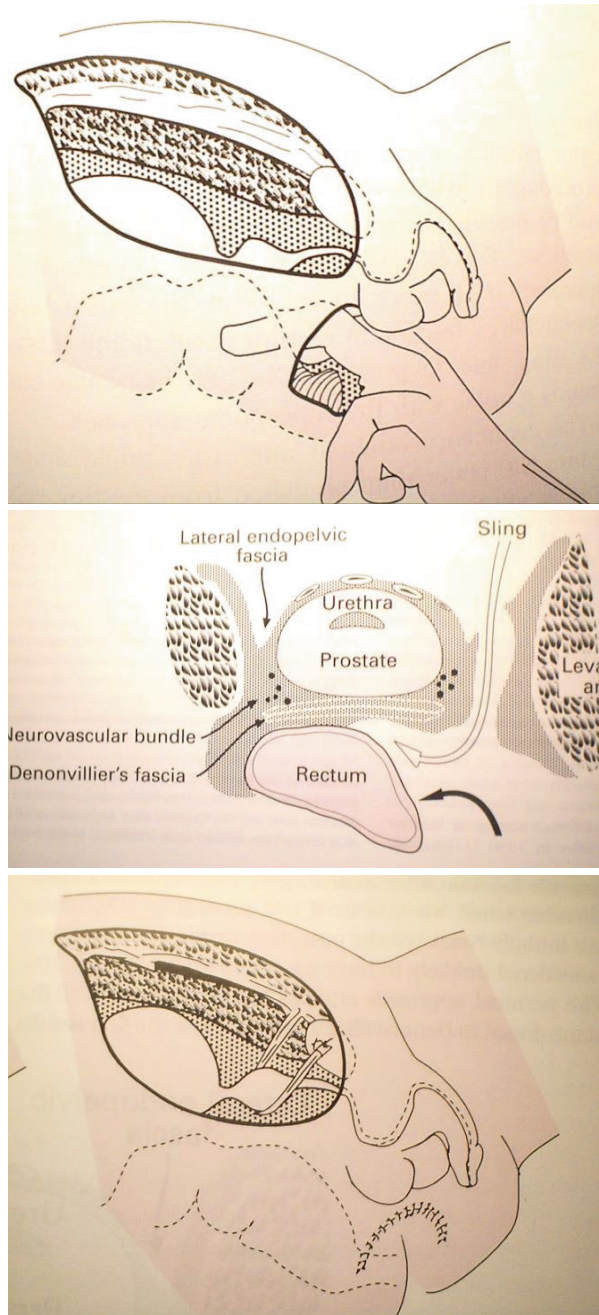 Lateral endopelvic
fascia
Sling
Urethra
Prostate
Neurovascular bundle
Denonvillier's fascia
Rectum